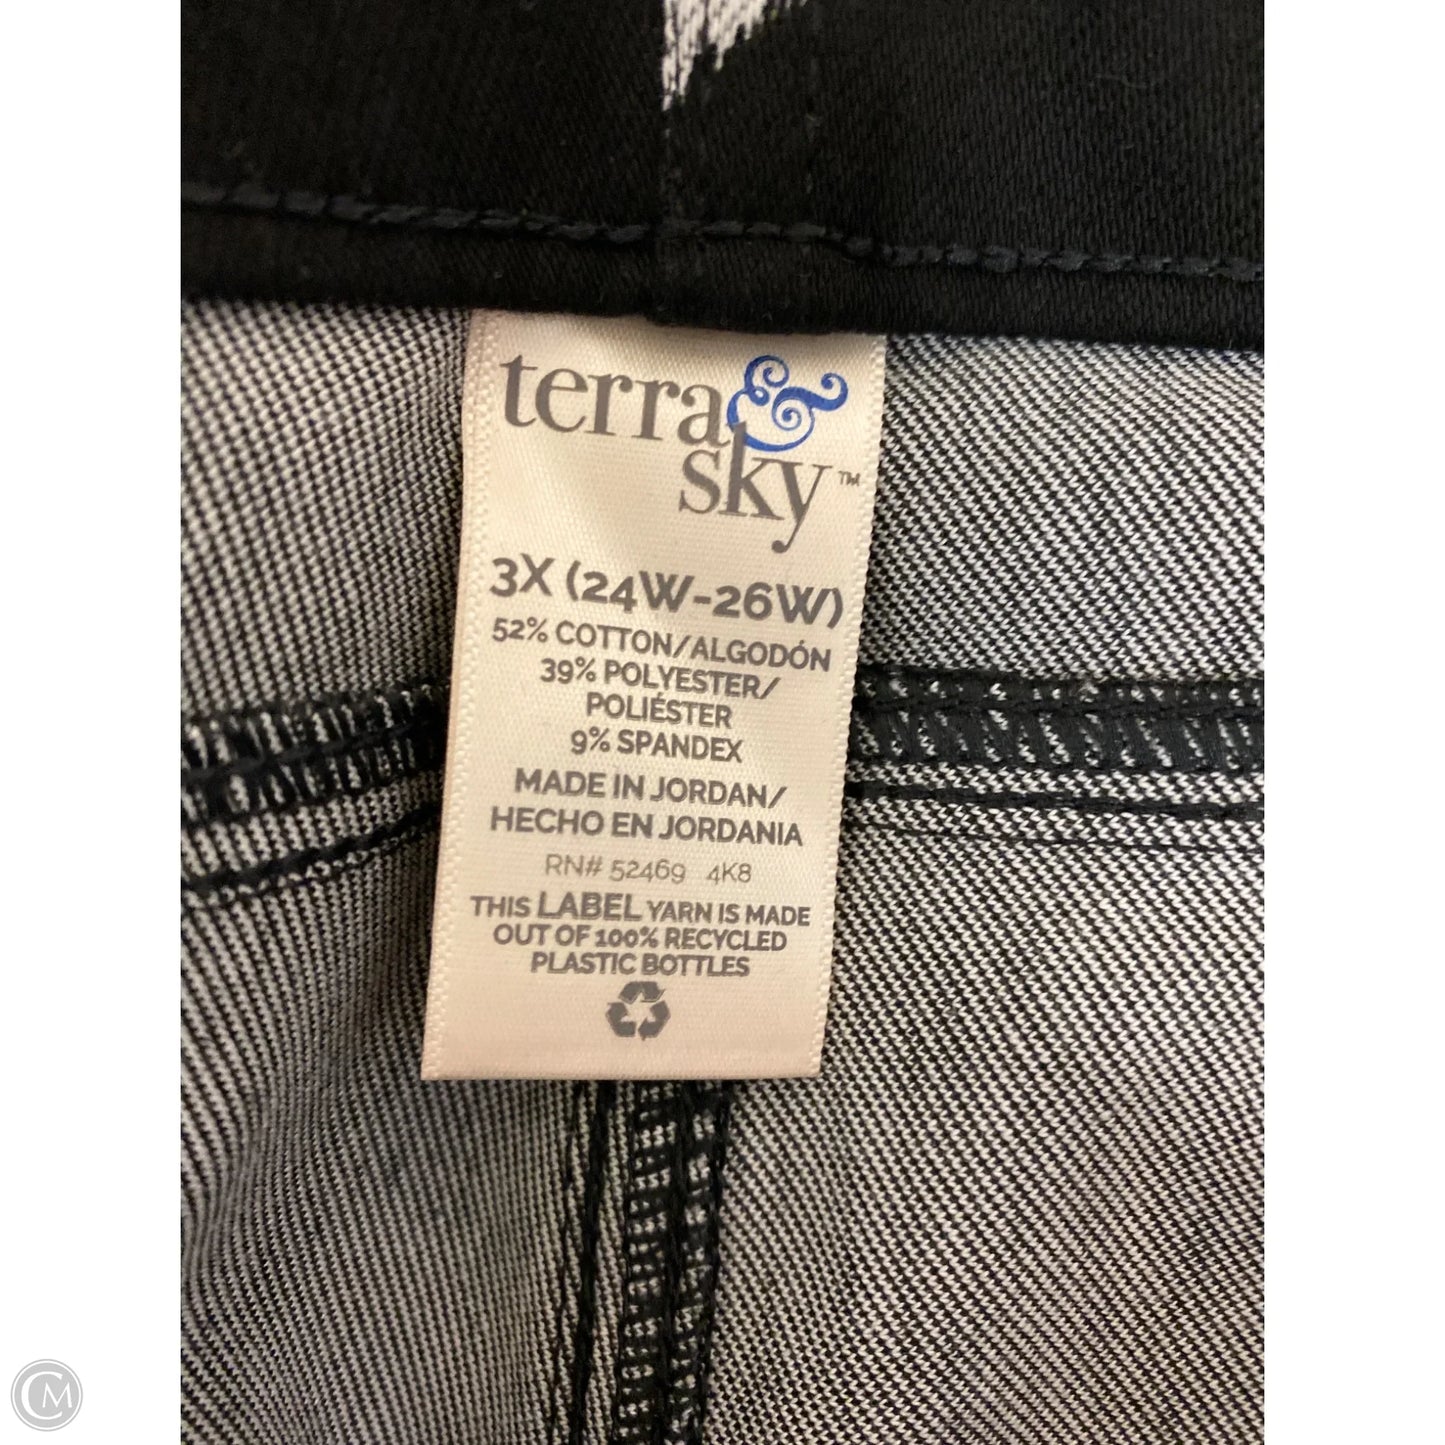 terra &
sky™
3X (24W-26W)
52% COTTON/ALGODÓN
39% POLYESTER/
POLIÉSTER
9% SPANDEX
MADE IN JORDAN/
HECHO EN JORDANIA
RN# 52469 4K8
THIS LABEL YARN IS MADE
OUT OF 100% RECYCLED
PLASTIC BOTTLES
CM